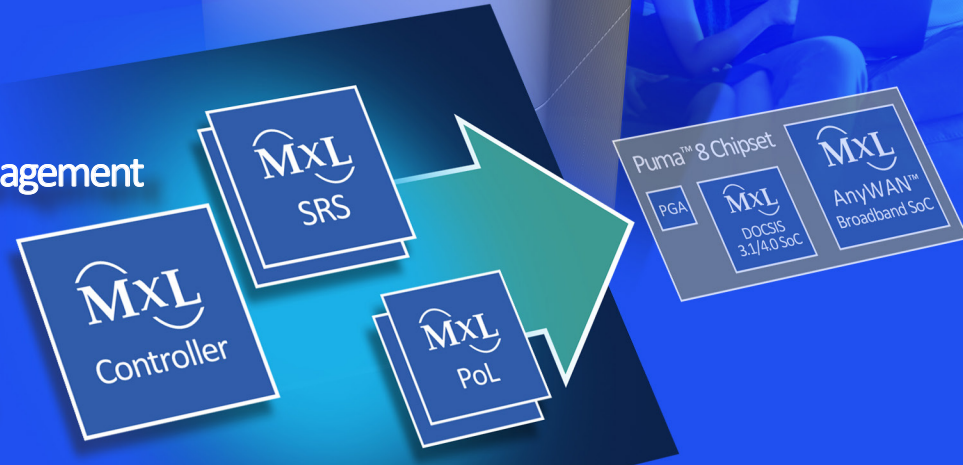 agement
MxL
SRS
MxL
Controller
MxL
PoL
Puma™ 8 Chipset
PGA
MxL
DOCSIS
3.1/4.0 SoC
MxL
AnyWAN™
Broadband SoC